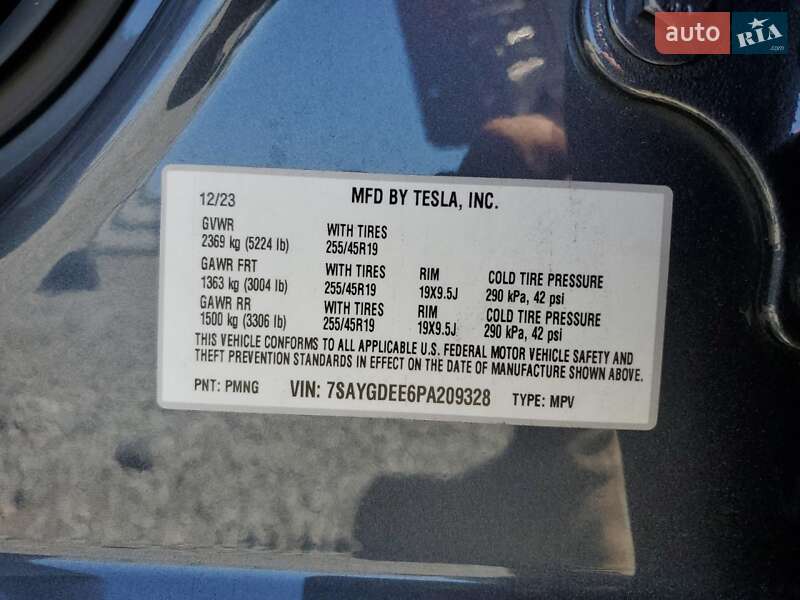 auto RIA .com
12/23 MFD BY TESLA, INC.
GVWR WITH TIRES
2369 kg (5224 lb) 255/45R19
GAWR FRT WITH TIRES RIM COLD TIRE PRESSURE
1363 kg (3004 lb) 255/45R19 19X9.5J 290 kPa, 42 psi
GAWR RR WITH TIRES RIM COLD TIRE PRESSURE
1500 kg (3306 lb) 255/45R19 19X9.5J 290 kPa, 42 psi
THIS VEHICLE CONFORMS TO ALL APPLICABLE U.S. FEDERAL MOTOR VEHICLE SAFETY AND
THEFT PREVENTION STANDARDS IN EFFECT ON THE DATE OF MANUFACTURE SHOWN ABOVE.
PNT: PMNG VIN: 7SAYGDEE6PA209328 TYPE: MPV